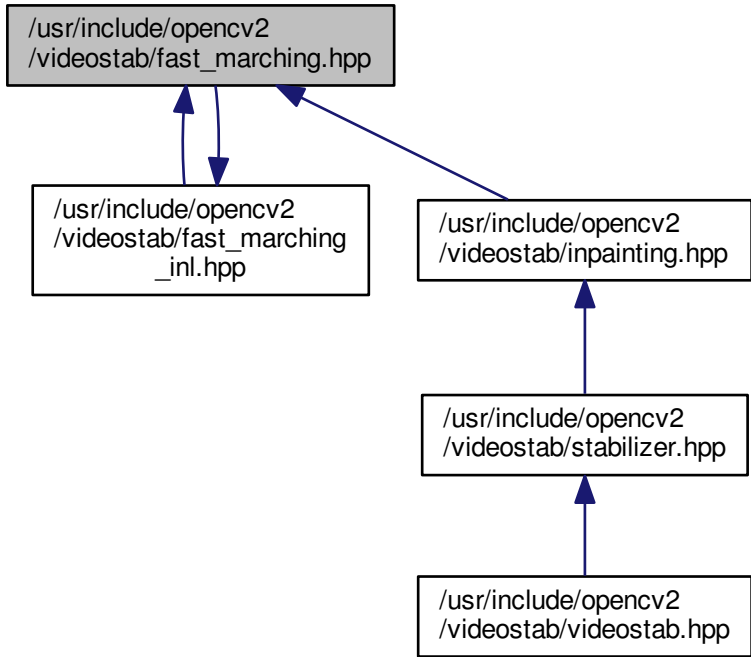 /usr/include/opencv2
/videostab/fast_marching.hpp
/usr/include/opencv2
/videostab/fast_marching
_inl.hpp
/usr/include/opencv2
/videostab/inpainting.hpp
/usr/include/opencv2
/videostab/stabilizer.hpp
/usr/include/opencv2
/videostab/videostab.hpp